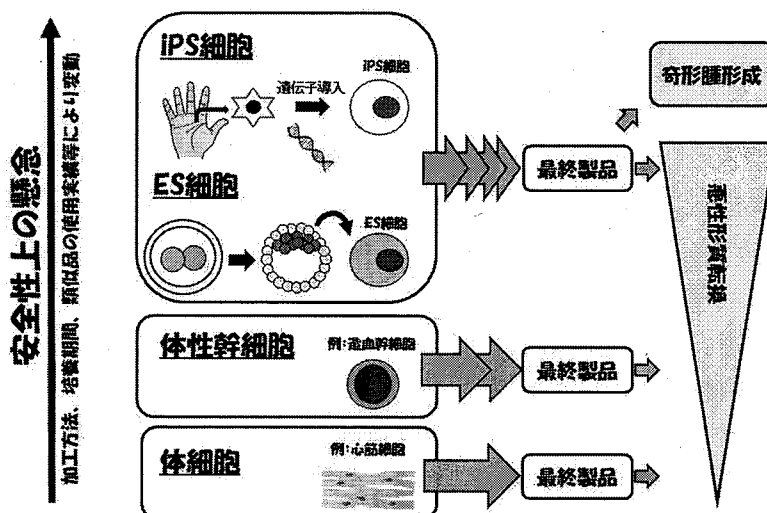 安全性上の懸念
加工方法、培養期間、類似品の使用実績等により変動
iPS細胞
遺伝子導入
iPS細胞
ES細胞
ES細胞
最終製品
奇形腫形成
悪性形質転換
体性幹細胞
例：造血幹細胞
最終製品
体細胞
例：心筋細胞
最終製品